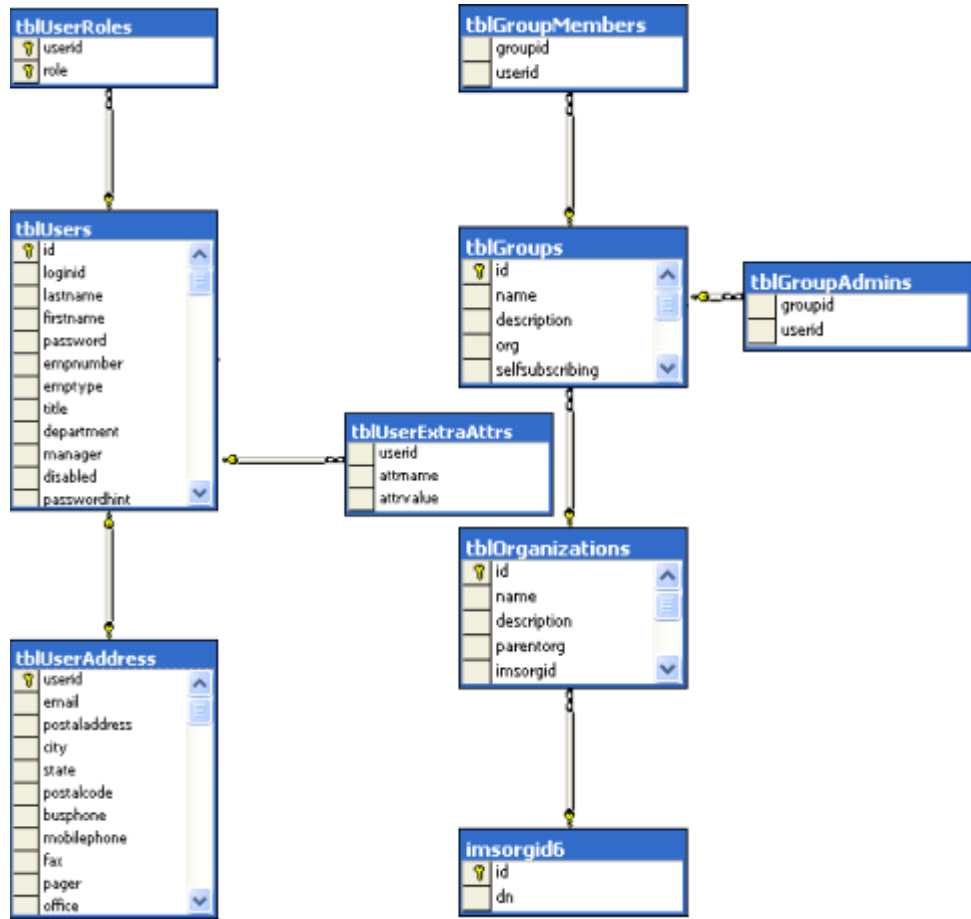 tblUserRoles
userid
role
tblGroupMembers
groupid
userid
tblUsers
id
loginid
lastname
firstname
password
empnumber
emptype
title
department
manager
disabled
passwordhint
tblGroups
id
name
description
org
selfsubscribing
tblGroupAdmins
groupid
userid
tblUserExtraAttrs
userid
attrname
attrvalue
tblOrganizations
id
name
description
parentorg
imsorgid
tblUserAddress
userid
email
postaladdress
city
state
postalcode
busphone
mobilephone
fax
pager
office
imsorgid6
id
dn